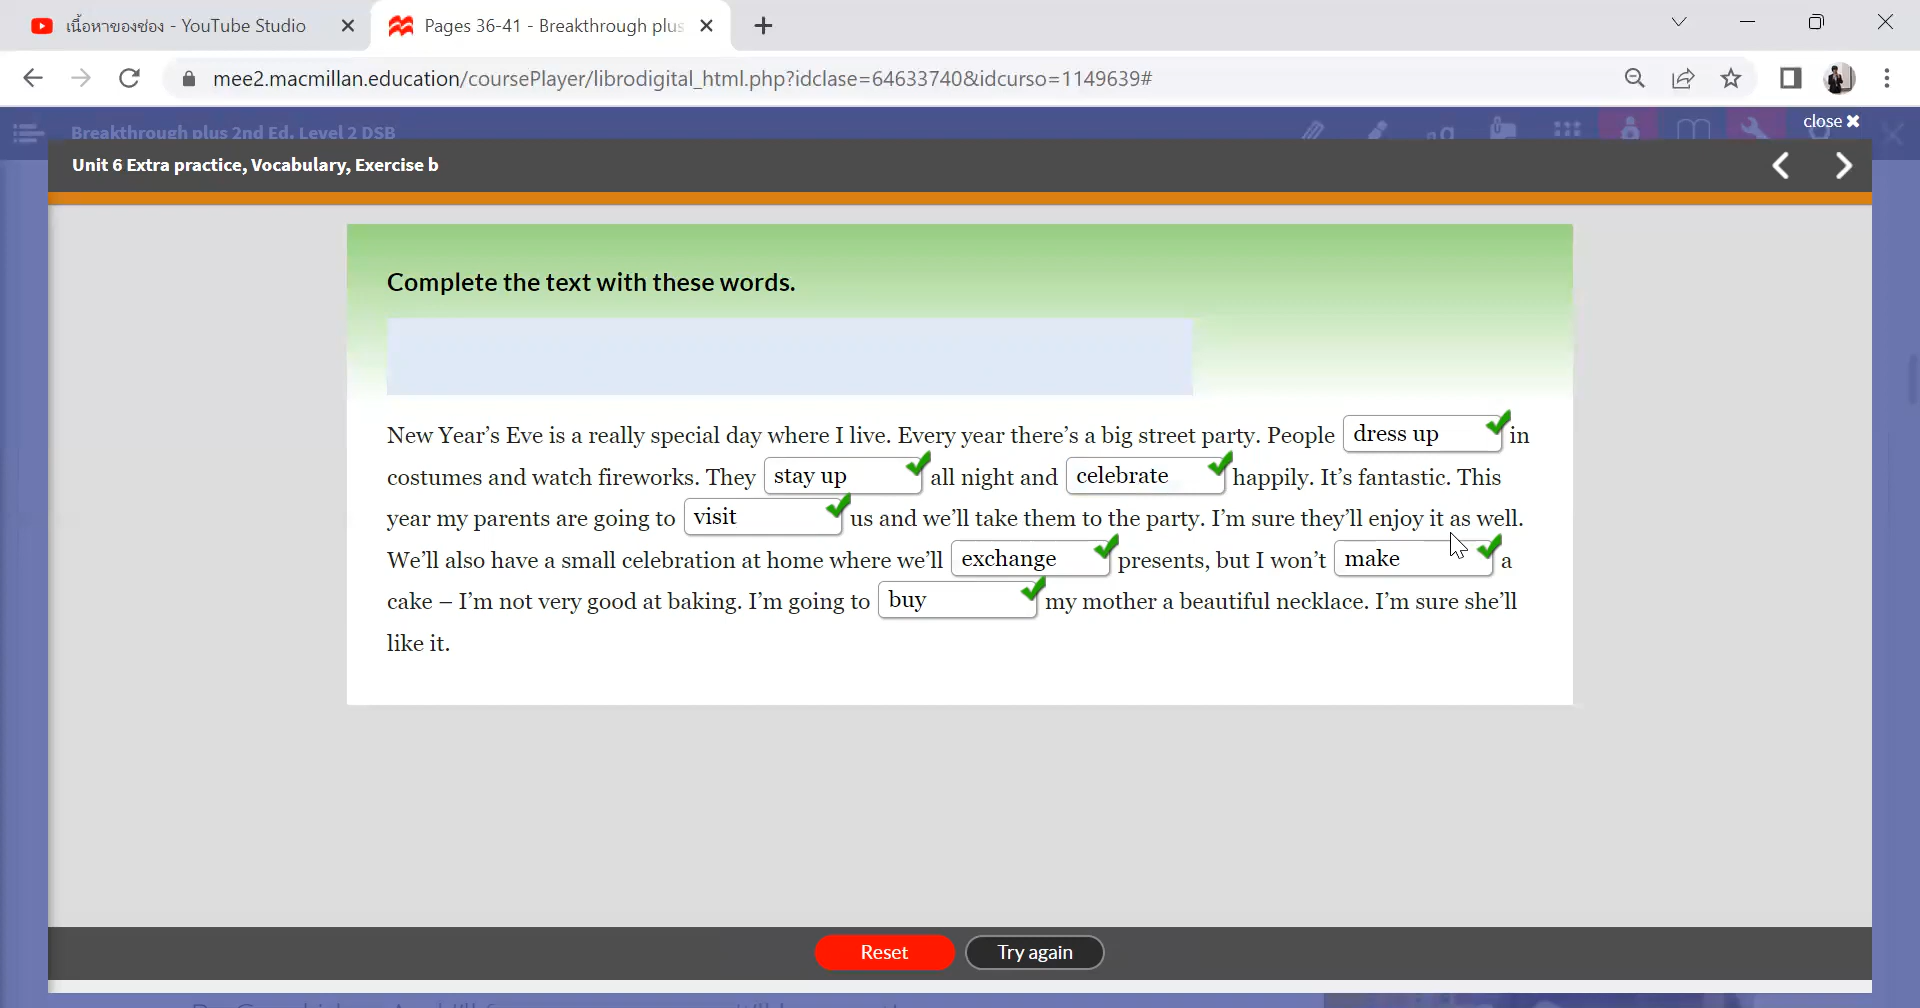 เนื้อหาของช่อง - YouTube Studio
Pages 36-41 - Breakthrough plus
mee2.macmillan.education/coursePlayer/librodigital_html.php?idclase=64633740&idcurso=1149639#
Breakthrough plus 2nd Ed. Level 2 DSB
close
Unit 6 Extra practice, Vocabulary, Exercise b
Complete the text with these words.
New Year’s Eve is a really special day where I live. Every year there’s a big street party. People dress up in
costumes and watch fireworks. They stay up all night and celebrate happily. It’s fantastic. This
year my parents are going to visit us and we’ll take them to the party. I’m sure they’ll enjoy it as well.
We’ll also have a small celebration at home where we’ll exchange presents, but I won’t make a
cake – I’m not very good at baking. I’m going to buy my mother a beautiful necklace. I’m sure she’ll
like it.
Reset
Try again